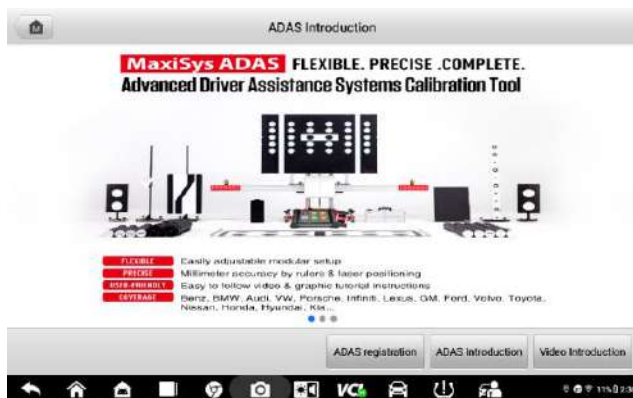 ADAS Introduction
MaxiSys ADAS FLEXIBLE. PRECISE .COMPLETE.
Advanced Driver Assistance Systems Calibration Tool
FLEXIBLE Easily adjustable modular setup
PRECISE Millimeter accuracy by rulers & laser positioning
USER-FRIENDLY Easy to follow video & graphic tutorial instructions
COVERAGE Benz, BMW, Audi, VW, Porsche, Infiniti, Lexus, GM, Ford, Volvo, Toyota,
Nissan, Honda, Hyundai, Kia...
ADAS registration ADAS Introduction Video Introduction
VCI